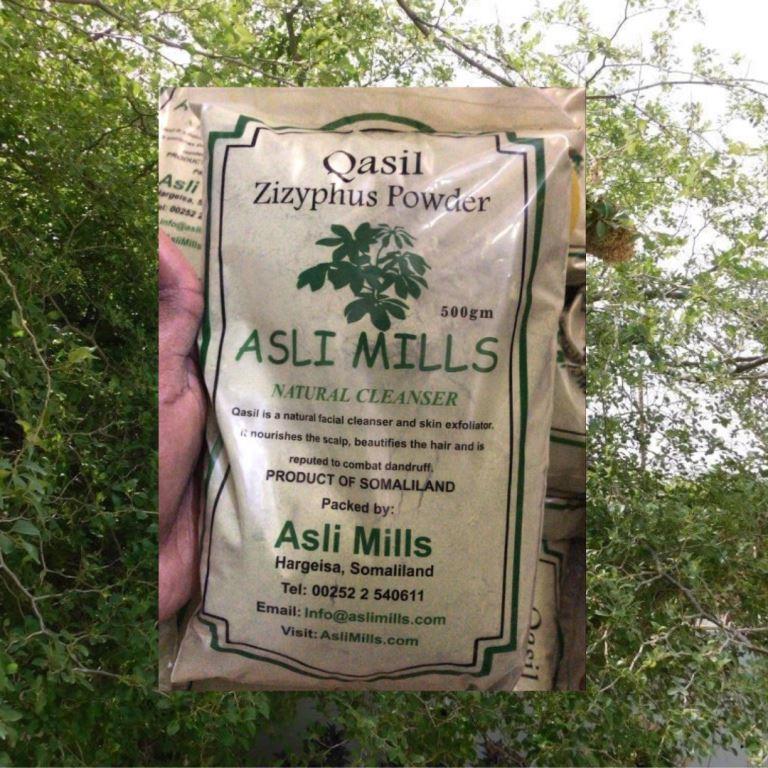 Qasil
Zizyphus Powder
500gm
ASLI MILLS
NATURAL CLEANSER
Qasil is a natural facial cleanser and skin exfoliator.
it nourishes the scalp, beautifies the hair and is
reputed to combat dandruff.
PRODUCT OF SOMALILAND
Packed by:
Asli Mills
Hargeisa, Somaliland
Tel: 00252 2 540611
Email: Info@aslimills.com
Visit: AsliMills.com
Asli
Qasil